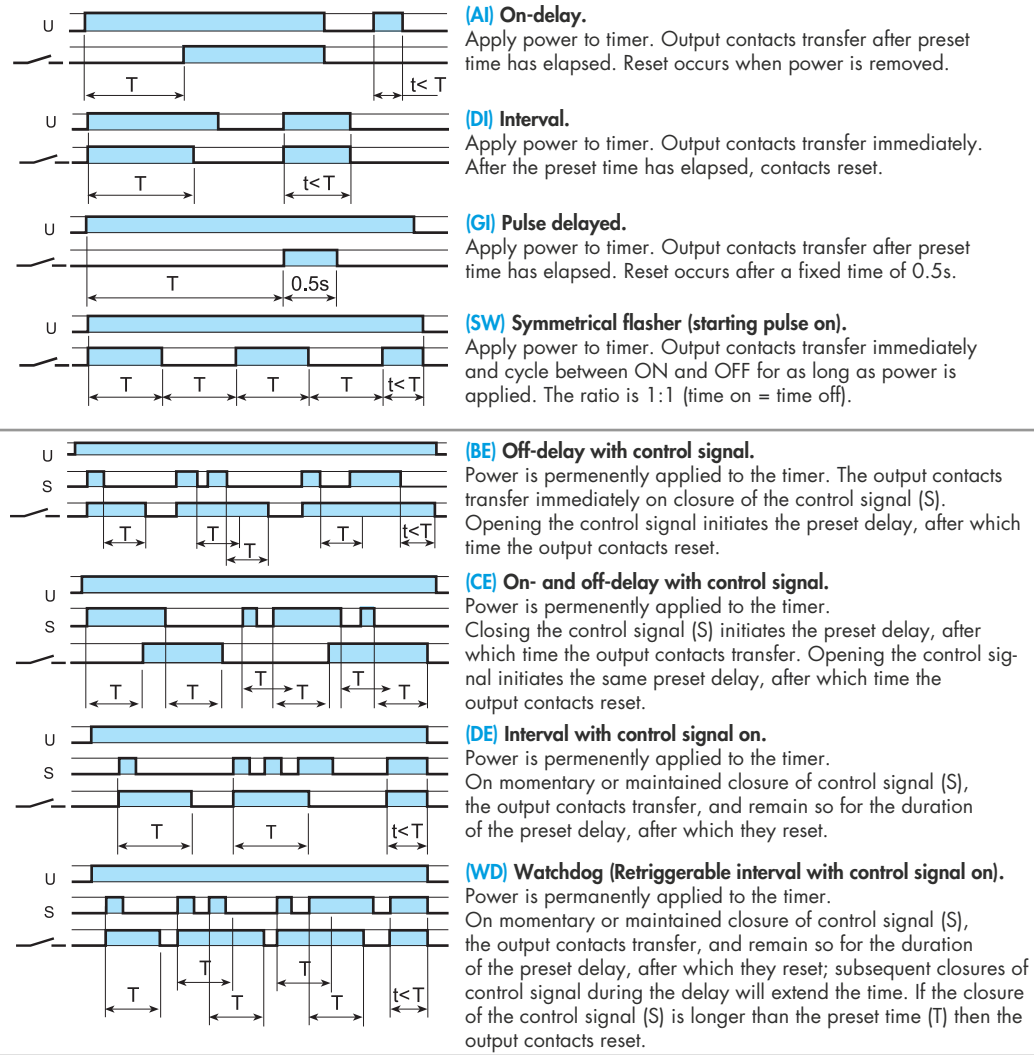 (AI) On-delay.
Apply power to timer. Output contacts transfer after preset
time has elapsed. Reset occurs when power is removed.
U
T
t< T
(DI) Interval.
Apply power to timer. Output contacts transfer immediately.
After the preset time has elapsed, contacts reset.
U
T
t<T
(GI) Pulse delayed.
Apply power to timer. Output contacts transfer after preset
time has elapsed. Reset occurs after a fixed time of 0.5s.
U
T
0.5s
(SW) Symmetrical flasher (starting pulse on).
Apply power to timer. Output contacts transfer immediately
and cycle between ON and OFF for as long as power is
applied. The ratio is 1:1 (time on = time off).
U
T T T T t<T
(BE) Off-delay with control signal.
Power is permenently applied to the timer. The output contacts
transfer immediately on closure of the control signal (S).
Opening the control signal initiates the preset delay, after which
time the output contacts reset.
U
S
T T T t<T
T
(CE) On- and off-delay with control signal.
Power is permenently applied to the timer.
Closing the control signal (S) initiates the preset delay, after
which time the output contacts transfer. Opening the control sig-
nal initiates the same preset delay, after which time the
output contacts reset.
U
S
T T
T T
T T
(DE) Interval with control signal on.
Power is permenently applied to the timer.
On momentary or maintained closure of control signal (S),
the output contacts transfer, and remain so for the duration
of the preset delay, after which they reset.
U
S
T T t<T
(WD) Watchdog (Retriggerable interval with control signal on).
Power is permanently applied to the timer.
On momentary or maintained closure of control signal (S),
the output contacts transfer, and remain so for the duration
of the preset delay, after which they reset; subsequent closures of
control signal during the delay will extend the time. If the closure
of the control signal (S) is longer than the preset time (T) then the
output contacts reset.
U
S
T T
T T T t<T